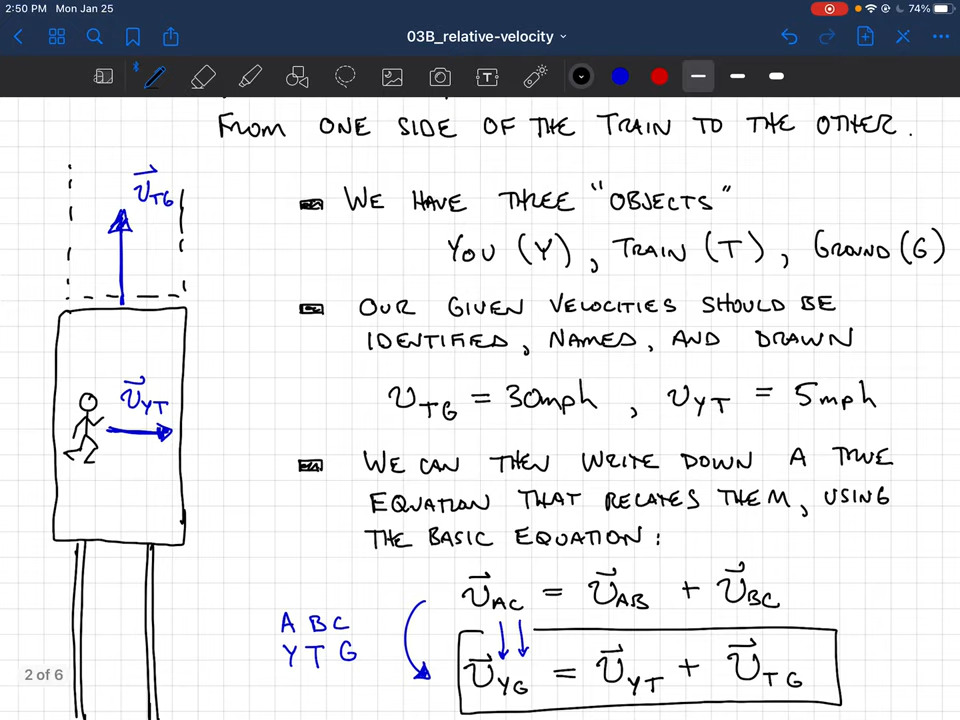 2:50 PM Mon Jan 25
74%
03B_relative-velocity
T
FROM ONE SIDE OF THE TRAIN TO THE OTHER.
v⃗TG
WE HAVE THREE "OBJECTS"
YOU (Y), TRAIN (T), GROUND (G)
OUR GIVEN VELOCITIES SHOULD BE
IDENTIFIED, NAMED, AND DRAWN
v⃗YT
vTG = 30mph, vYT = 5mph
WE CAN THEN WRITE DOWN A TRUE
EQUATION THAT RELATES THEM, USING
THE BASIC EQUATION:
v⃗AC = v⃗AB + v⃗BC
A B C
Y T G
v⃗YG = v⃗YT + v⃗TG
2 of 6